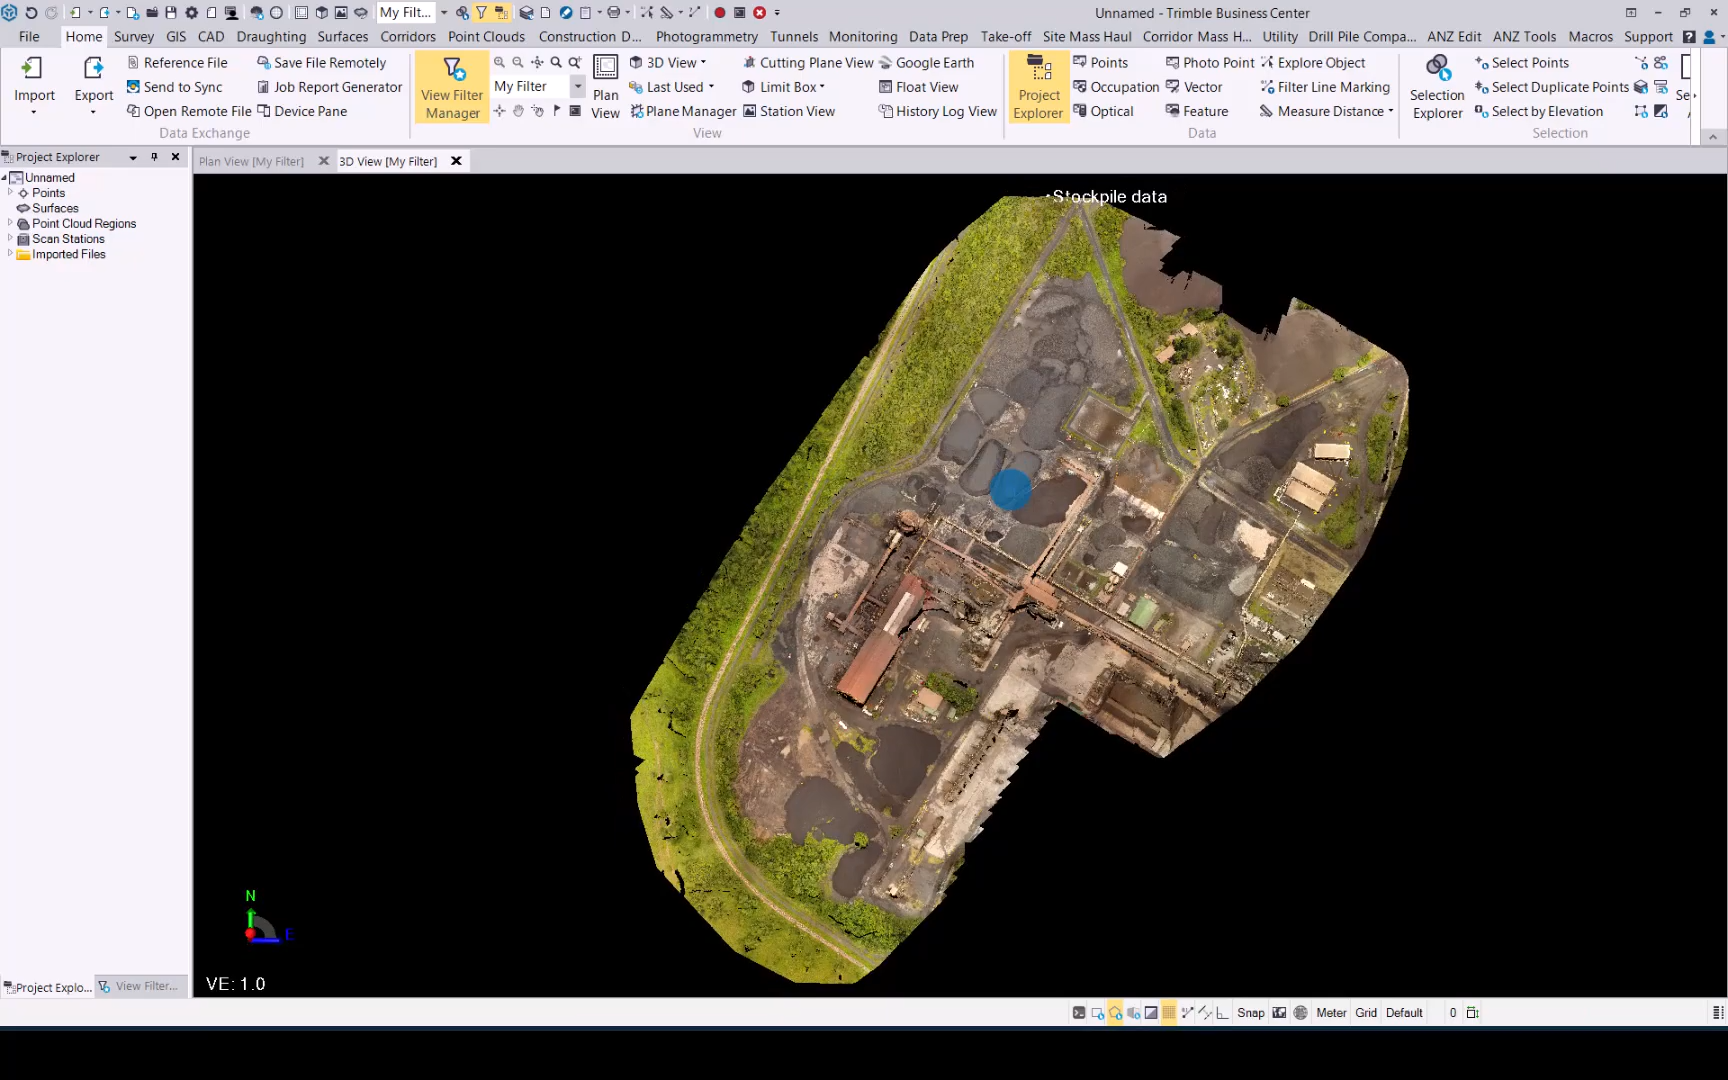 My Filt...
Unnamed - Trimble Business Center
File Home Survey GIS CAD Draughting Surfaces Corridors Point Clouds Construction D... Photogrammetry Tunnels Monitoring Data Prep Take-off Site Mass Haul Corridor Mass H... Utility Drill Pile Compa... ANZ Edit ANZ Tools Macros Support
Import
Export
Reference File
Send to Sync
Open Remote File
Save File Remotely
Job Report Generator
Device Pane
Data Exchange
View Filter
Manager
My Filter
Plan
View
3D View
Last Used
Plane Manager
Cutting Plane View
Limit Box
Station View
Google Earth
Float View
History Log View
View
Project
Explorer
Points
Occupation
Optical
Photo Point
Vector
Feature
Explore Object
Filter Line Marking
Measure Distance
Data
Selection
Explorer
Select Points
Select Duplicate Points
Select by Elevation
Se
Selection
Project Explorer
Unnamed
Points
Surfaces
Point Cloud Regions
Scan Stations
Imported Files
Plan View [My Filter]
3D View [My Filter]
Stockpile data
N
E
VE: 1.0
Project Explo...
View Filter...
Snap
Meter
Grid
Default
0